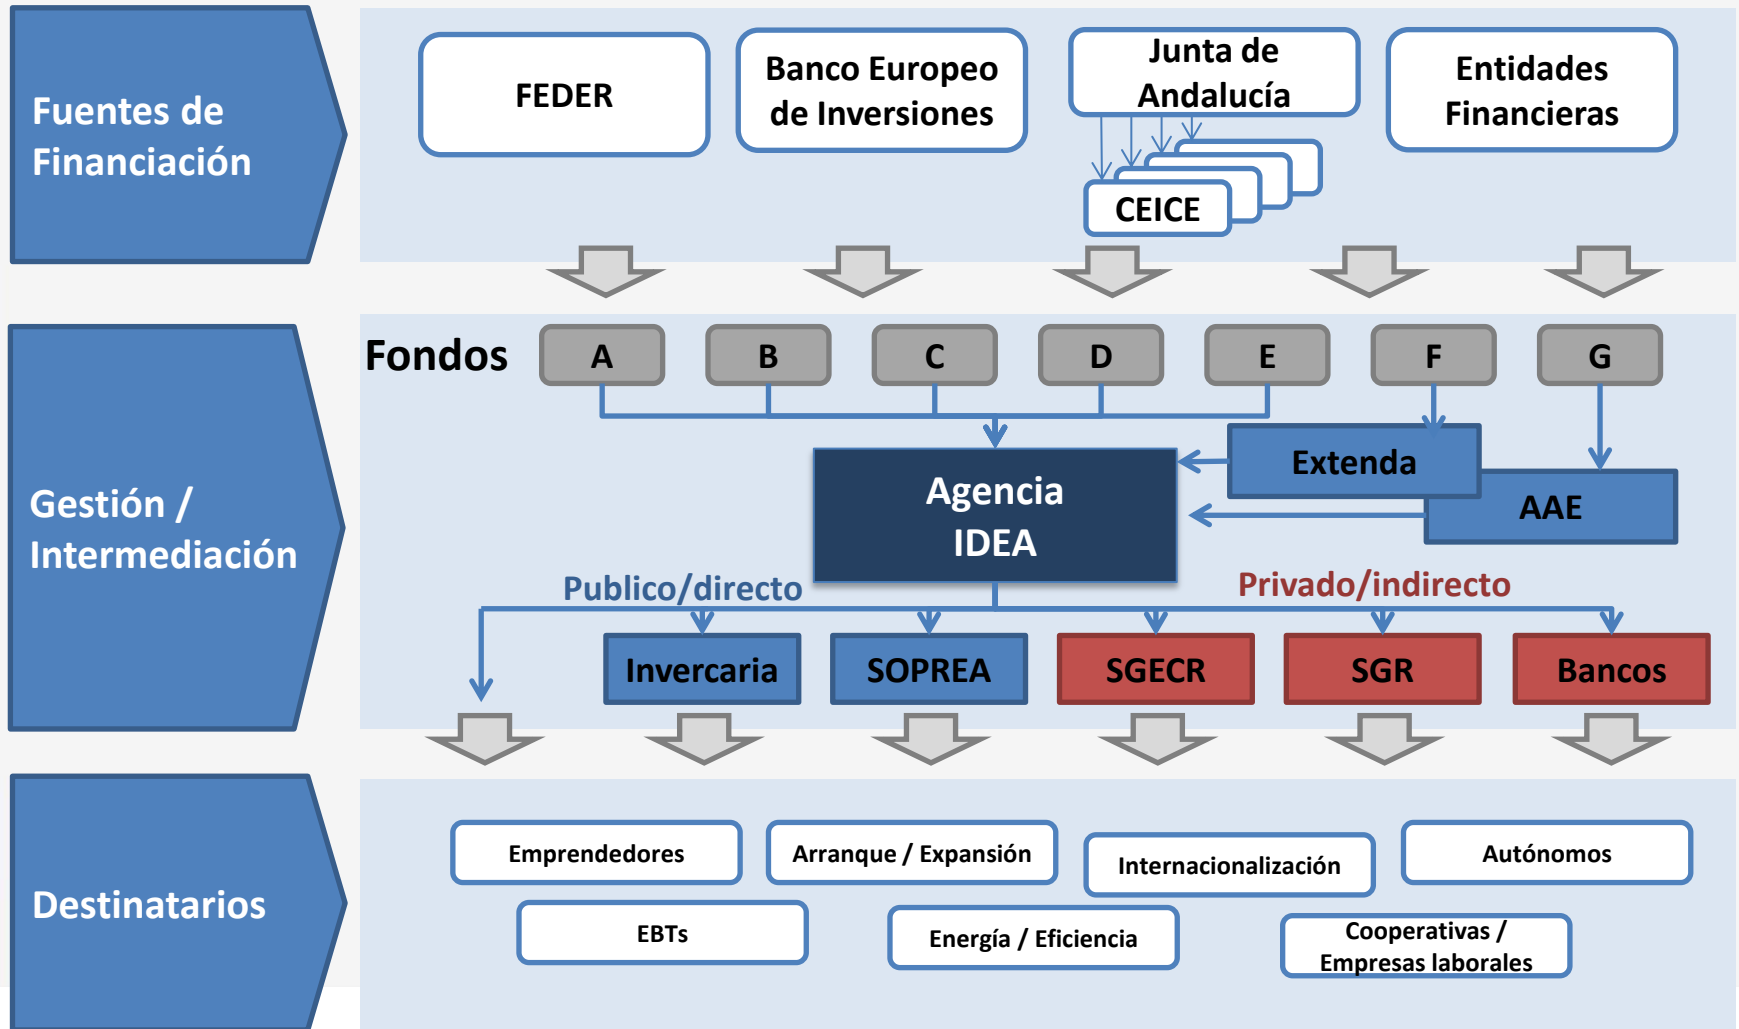 Fuentes de
Financiación
FEDER
Banco Europeo
de Inversiones
Junta de
Andalucía
CEICE
Entidades
Financieras
Gestión /
Intermediación
Fondos
A
B
C
D
E
F
G
Extenda
AAE
Agencia
IDEA
Publico/directo
Privado/indirecto
Invercaria
SOPREA
SGECR
SGR
Bancos
Destinatarios
Emprendedores
Arranque / Expansión
Internacionalización
Autónomos
EBTs
Energía / Eficiencia
Cooperativas /
Empresas laborales